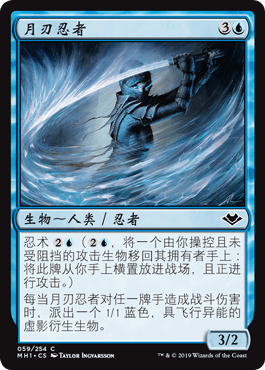 月刃忍者 3
生物～人类 / 忍者
忍术 2（2，将一个由你操控且未
受阻挡的攻击生物移回其拥有者手上：
将此牌从你手上横置放进战场，且正
进行攻击。）
每当月刃忍者对任一牌手造成战斗伤害
时，派出一个 1/1 蓝色，具飞行异能的
虚影衍生生物。
3/2
059/254 C
MH1 • CS TAYLOR INGVARSSON
™ & © 2019 Wizards of the Coast